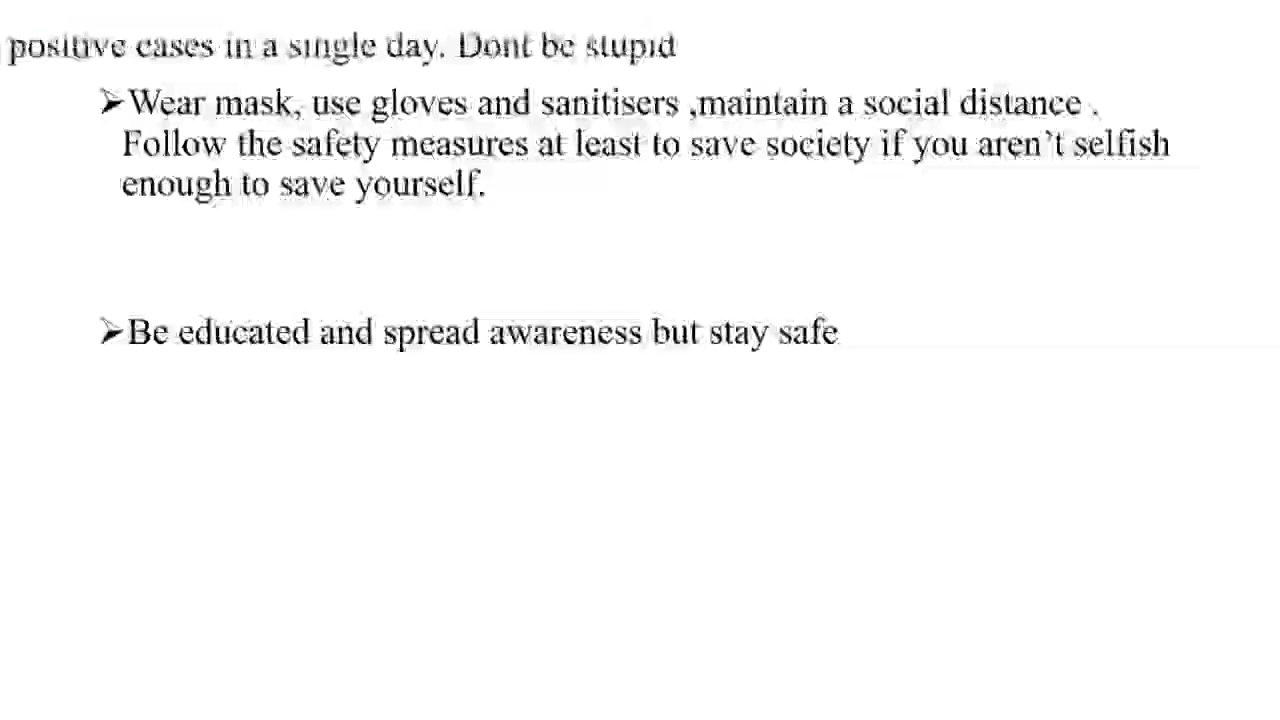 positive cases in a single day. Dont be stupid
➢Wear mask, use gloves and sanitisers ,maintain a social distance .
Follow the safety measures at least to save society if you aren’t selfish
enough to save yourself.
➢Be educated and spread awareness but stay safe